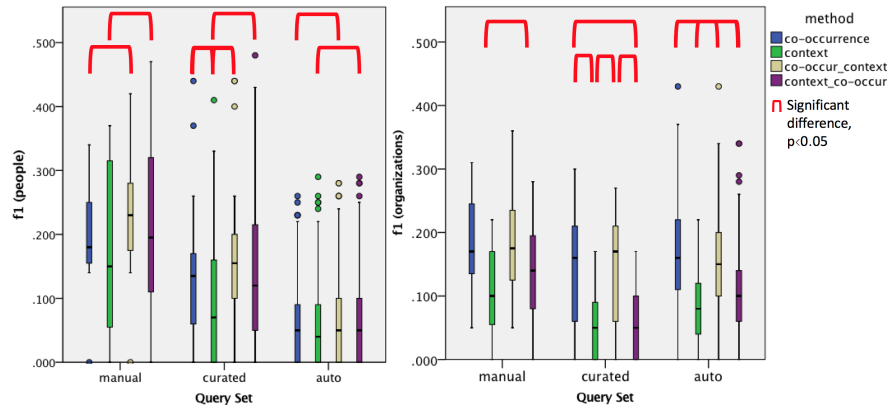 .500
.400
.300
.200
.100
.000
f1 (people)
manual
curated
auto
Query Set
.500
.400
.300
.200
.100
.000
f1 (organizations)
manual
curated
auto
Query Set
method
co-occurrence
context
co-occur_context
context_co-occur
Significant
difference,
p<0.05